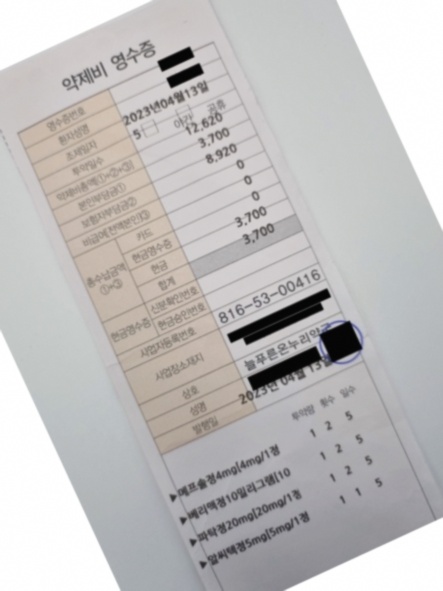 약제비 영수증
영수증번호
환자성명
조제일자 2023年04월13일
투약일수 5 야간 공휴
약제비총액(①+②+③) 12,620
본인부담금① 3,700
보험자부담금② 8,920
비급여(전액본인)③ 0
총수납금액 ①+③ 카드 0
현금영수증 0
현금 3,700
합계 3,700
현금영수증 신분확인번호
현금승인번호
사업자등록번호 816-53-00416
사업장소재지
상호 늘푸른온누리약국
성명
발행일 2023년 04월 13일
투약량 횟수 일수
▶메프솔정4mg[4mg/1정 1 2 5
▶베리맥정10밀리그램[10 1 2 5
▶파탁정20mg[20mg/1정 1 2 5
▶알씨텍정5mg[5mg/1정 1 1 5